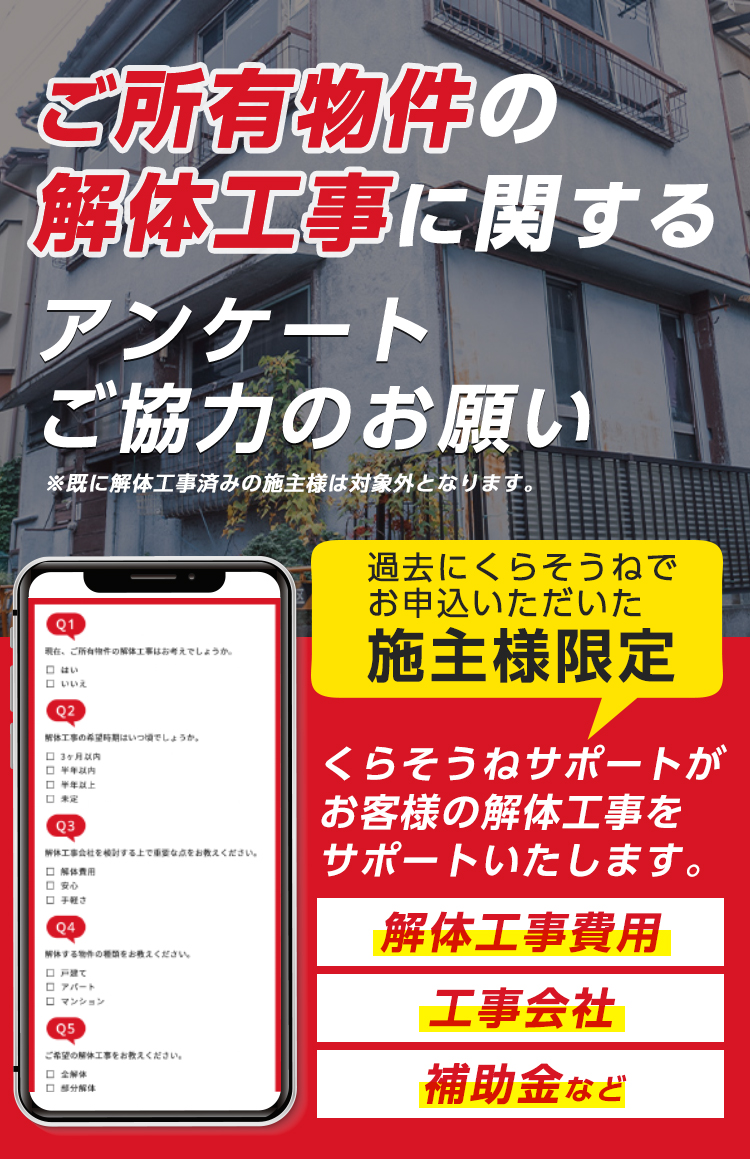 ご所有物件の
解体工事に関する
アンケート
ご協力のお願い
※既に解体工事済みの施主様は対象外となります。
過去にくらそうねで
お申込いただいた
施主様限定
Q1
現在、ご所有物件の解体工事はお考えでしょうか。
□ はい
□ いいえ
Q2
解体工事の希望時期はいつ頃でしょうか。
□ 3ヶ月以内
□ 半年以内
□ 半年以上
□ 未定
Q3
解体工事会社を検討する上で重要な点をお教えください。
□ 解体費用
□ 安心
□ 手軽さ
Q4
解体する物件の種類をお教えください。
□ 戸建て
□ アパート
□ マンション
Q5
ご希望の解体工事をお教えください。
□ 全解体
□ 部分解体
くらそうねサポートが
お客様の解体工事を
サポートいたします。
解体工事費用
工事会社
補助金など